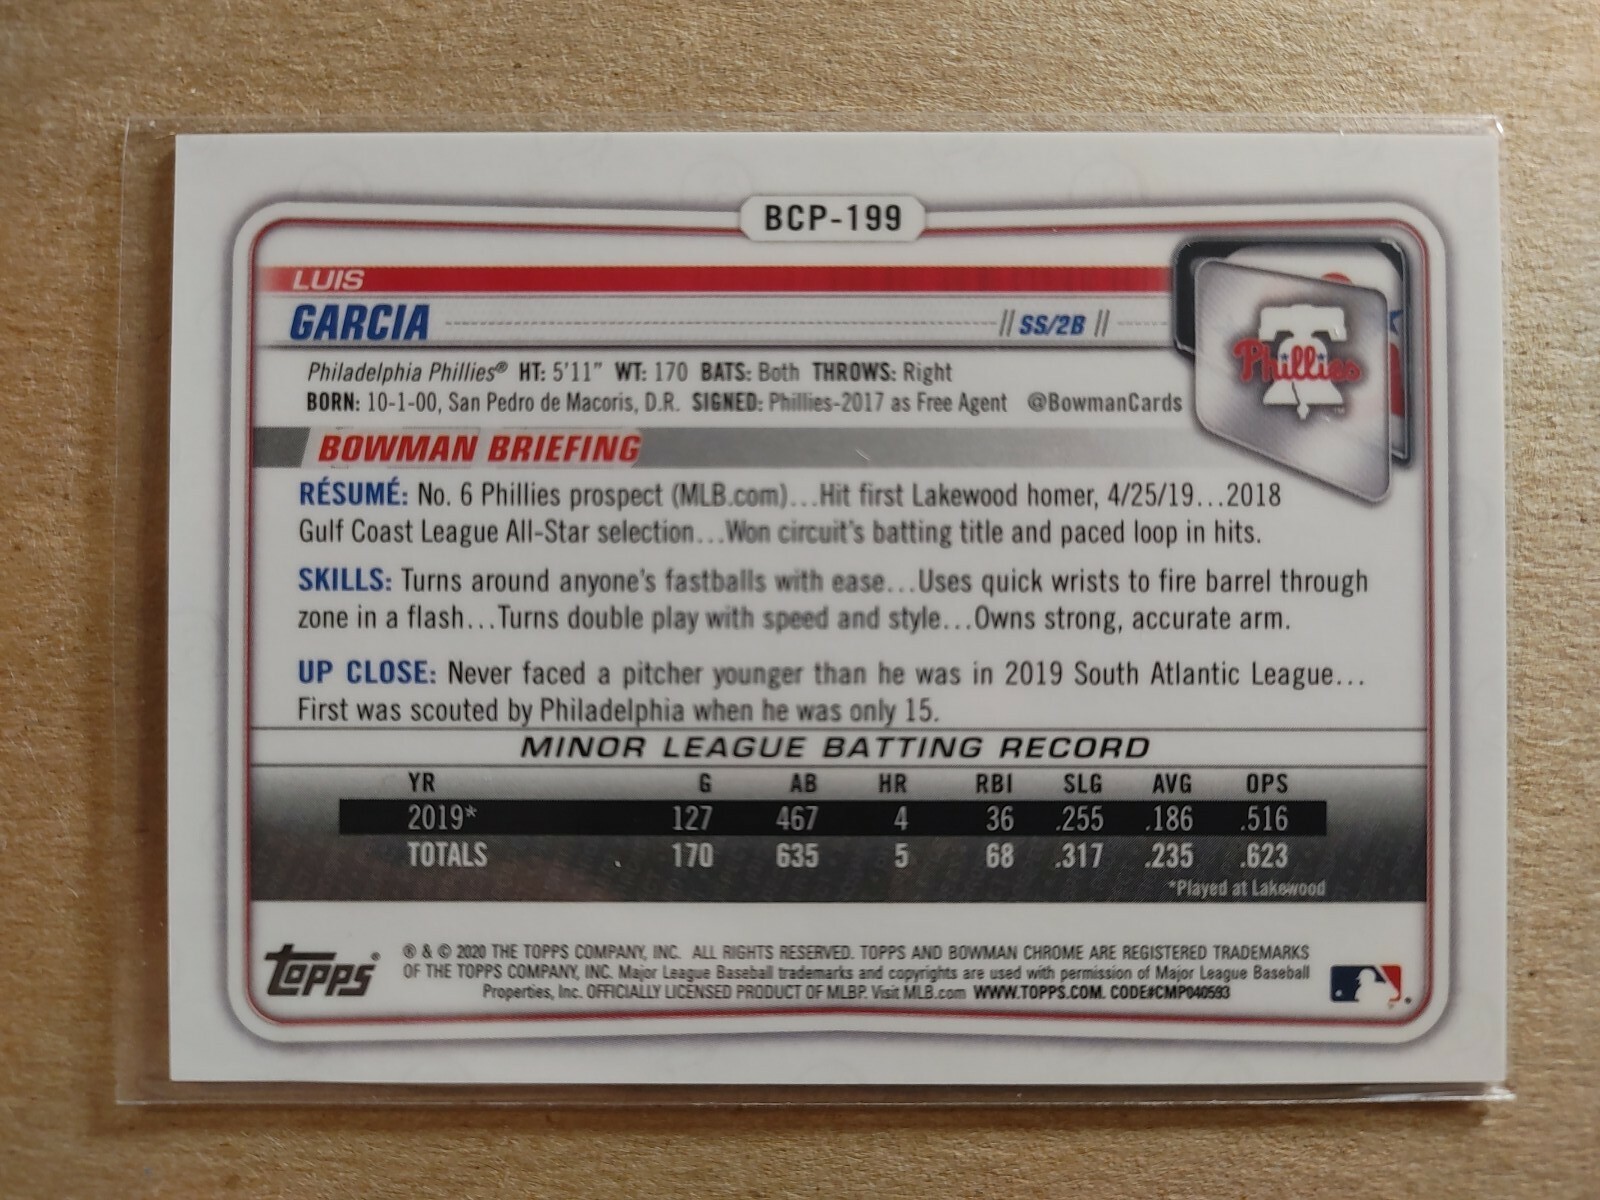 BCP-199
LUIS
GARCIA // SS/2B //
Phillies
Philadelphia Phillies® HT: 5'11" WT: 170 BATS: Both THROWS: Right
BORN: 10-1-00, San Pedro de Macoris, D.R. SIGNED: Phillies-2017 as Free Agent @BowmanCards
BOWMAN BRIEFING
RÉSUMÉ: No. 6 Phillies prospect (MLB.com)...Hit first Lakewood homer, 4/25/19...2018
Gulf Coast League All-Star selection...Won circuit's batting title and paced loop in hits.
SKILLS: Turns around anyone's fastballs with ease...Uses quick wrists to fire barrel through
zone in a flash...Turns double play with speed and style...Owns strong, accurate arm.
UP CLOSE: Never faced a pitcher younger than he was in 2019 South Atlantic League...
First was scouted by Philadelphia when he was only 15.
MINOR LEAGUE BATTING RECORD
YR G AB HR RBI SLG AVG OPS
2019* 127 467 4 36 .255 .186 .516
TOTALS 170 635 5 68 .317 .235 .623
*Played at Lakewood
Topps®
® & © 2020 THE TOPPS COMPANY, INC. ALL RIGHTS RESERVED. TOPPS AND BOWMAN CHROME ARE REGISTERED TRADEMARKS
OF THE TOPPS COMPANY, INC. Major League Baseball trademarks and copyrights are used with permission of Major League Baseball
Properties, Inc. OFFICIALLY LICENSED PRODUCT OF MLBP. Visit MLB.com WWW.TOPPS.COM. CODE#CMP040593